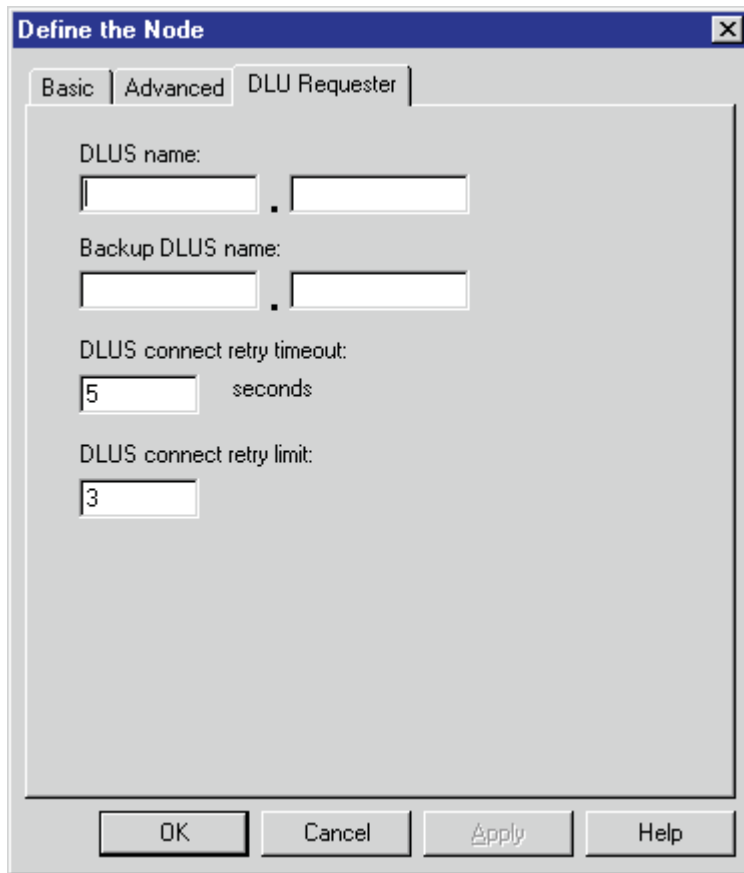 Define the Node
Basic Advanced DLU Requester
DLUS name:
.
Backup DLUS name:
.
DLUS connect retry timeout:
5 seconds
DLUS connect retry limit:
3
OK Cancel Apply Help